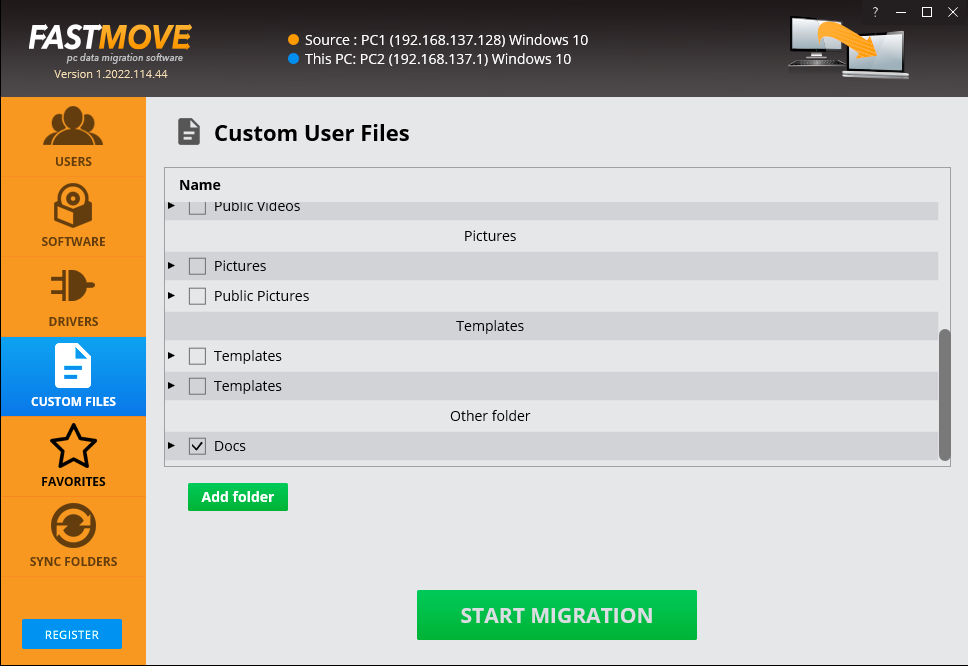 FASTMOVE
pc data migration software
Version 1.2022.114.44
Source : PC1 (192.168.137.128) Windows 10
This PC: PC2 (192.168.137.1) Windows 10
?
USERS
SOFTWARE
DRIVERS
CUSTOM FILES
FAVORITES
SYNC FOLDERS
REGISTER
Custom User Files
Name
Public Videos
Pictures
Pictures
Public Pictures
Templates
Templates
Templates
Other folder
Docs
Add folder
START MIGRATION